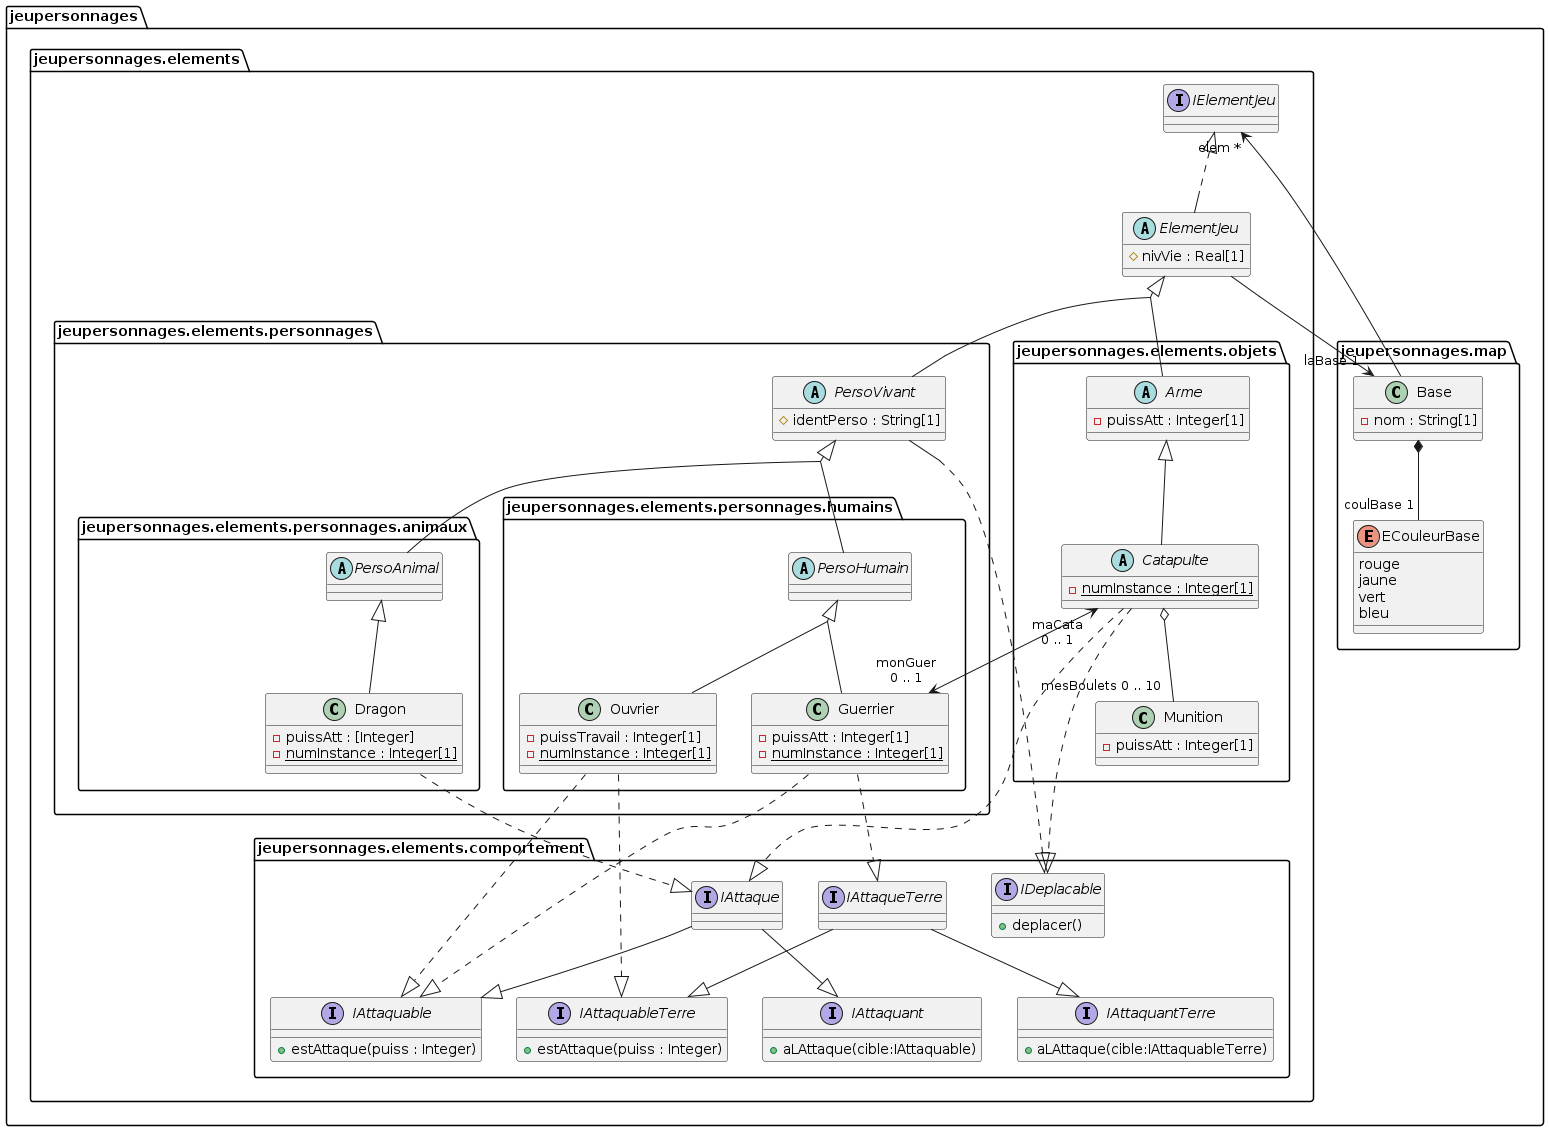 jeupersonnages
jeupersonnages.elements
I IElementJeu
elem *
A ElementJeu
nivVie : Real[1]
jeupersonnages.elements.personnages
jeupersonnages.elements.objets
jeupersonnages.map
laBase 1
A PersoVivant
identPerso : String[1]
A Arme
puissAtt : Integer[1]
C Base
nom : String[1]
jeupersonnages.elements.personnages.animaux
jeupersonnages.elements.personnages.humains
coulBase 1
A PersoAnimal
A PersoHumain
A Catapulte
numInstance : Integer[1]
E ECouleurBase
rouge
jaune
vert
bleu
maCata
0 .. 1
monGuer
0 .. 1
mesBoulets 0 .. 10
C Dragon
puissAtt : [Integer]
numInstance : Integer[1]
C Ouvrier
puissTravail : Integer[1]
numInstance : Integer[1]
C Guerrier
puissAtt : Integer[1]
numInstance : Integer[1]
C Munition
puissAtt : Integer[1]
jeupersonnages.elements.comportement
I IAttaque
I IAttaqueTerre
I IDeplacable
deplacer()
I IAttaquable
estAttaque(puiss : Integer)
I IAttaquableTerre
estAttaque(puiss : Integer)
I IAttaquant
aLAttaque(cible:IAttaquable)
I IAttaquantTerre
aLAttaque(cible:IAttaquableTerre)